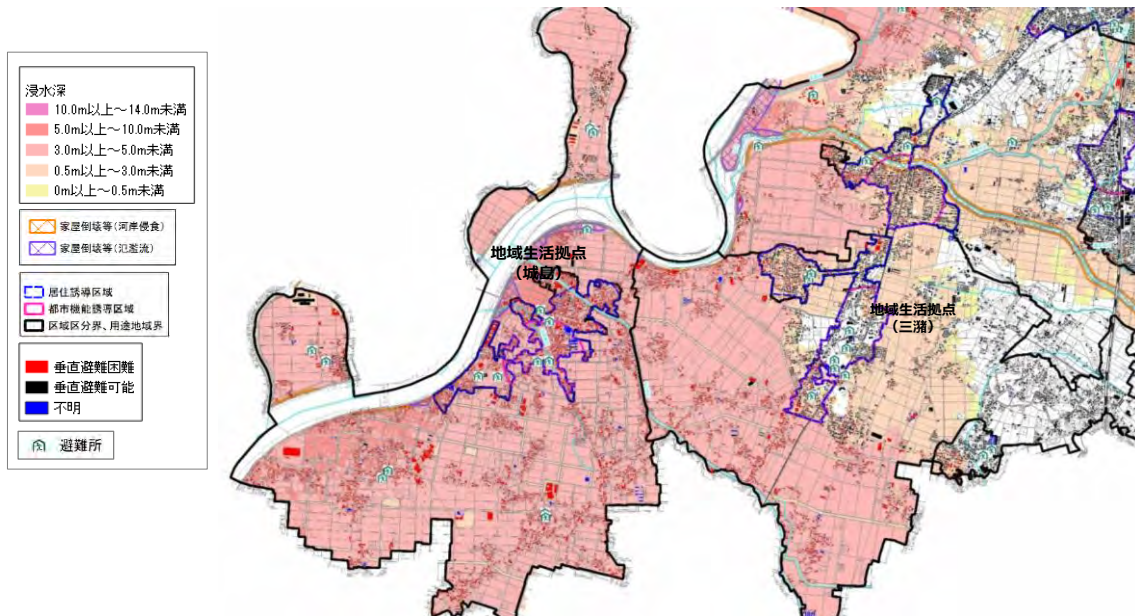 浸水深
10.0m以上～14.0m未満
5.0m以上～10.0m未満
3.0m以上～5.0m未満
0.5m以上～3.0m未満
0m以上～0.5m未満
家屋倒壊等(河岸侵食)
家屋倒壊等(氾濫流)
居住誘導区域
都市機能誘導区域
区域区分界、用途地域界
垂直避難困難
垂直避難可能
不明
避難所
地域生活拠点
（城島）
地域生活拠点
（三潴）